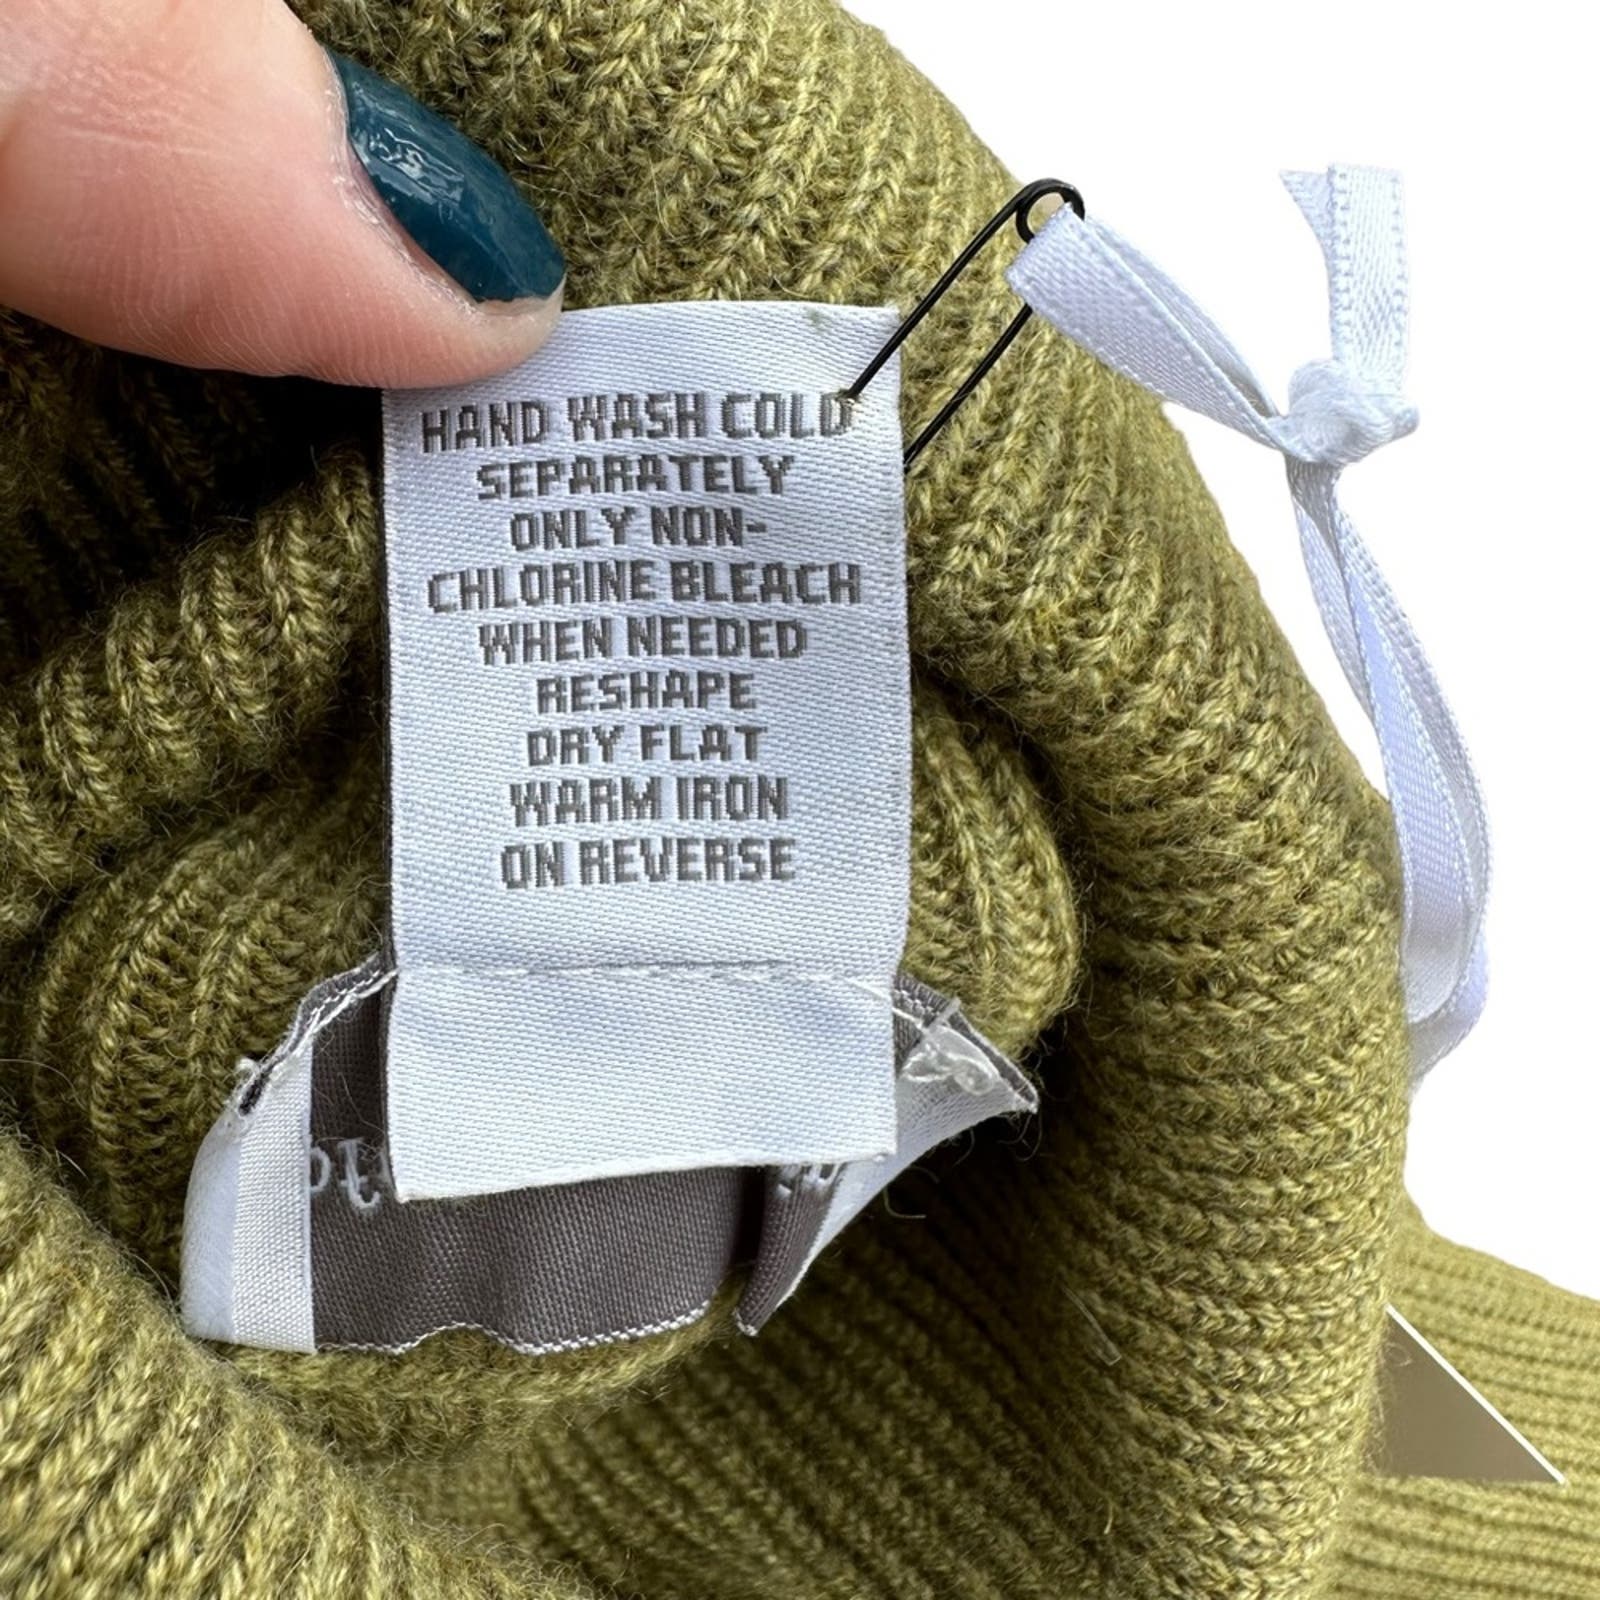 HAND WASH COLD
SEPARATELY
ONLY NON-
CHLORINE BLEACH
WHEN NEEDED
RESHAPE
DRY FLAT
WARM IRON
ON REVERSE